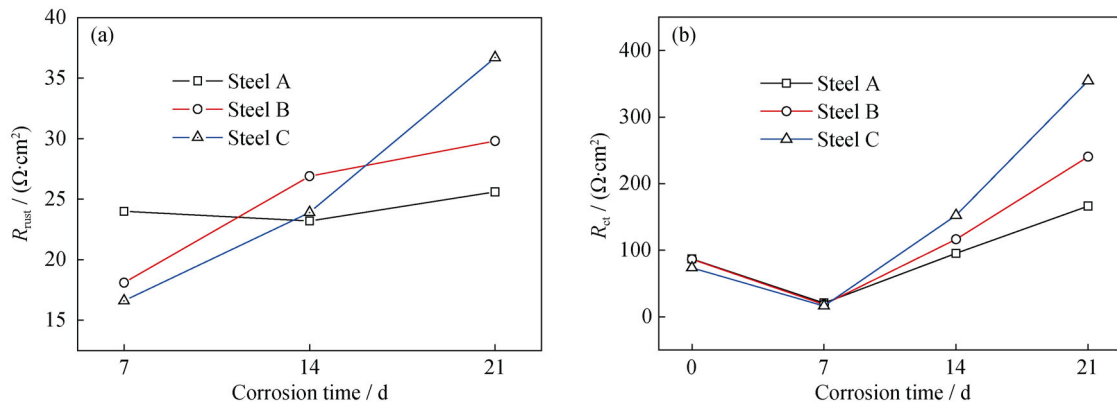 (a)
Steel A
Steel B
Steel C
40
35
30
25
20
15
R_rust / (Ω·cm²)
7 14 21
Corrosion time / d
(b)
Steel A
Steel B
Steel C
400
300
200
100
0
R_ct / (Ω·cm²)
0 7 14 21
Corrosion time / d